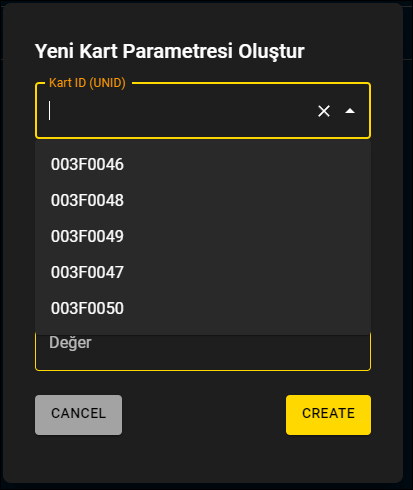 Yeni Kart Parametresi Oluştur
Kart ID (UNID)
003F0046
003F0048
003F0049
003F0047
003F0050
Değer
CANCEL
CREATE